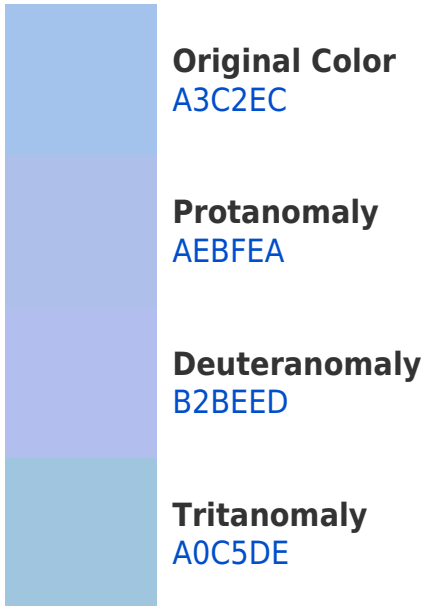 Original Color
A3C2EC
Protanomaly
AEBFEA
Deuteranomaly
B2BEED
Tritanomaly
A0C5DE